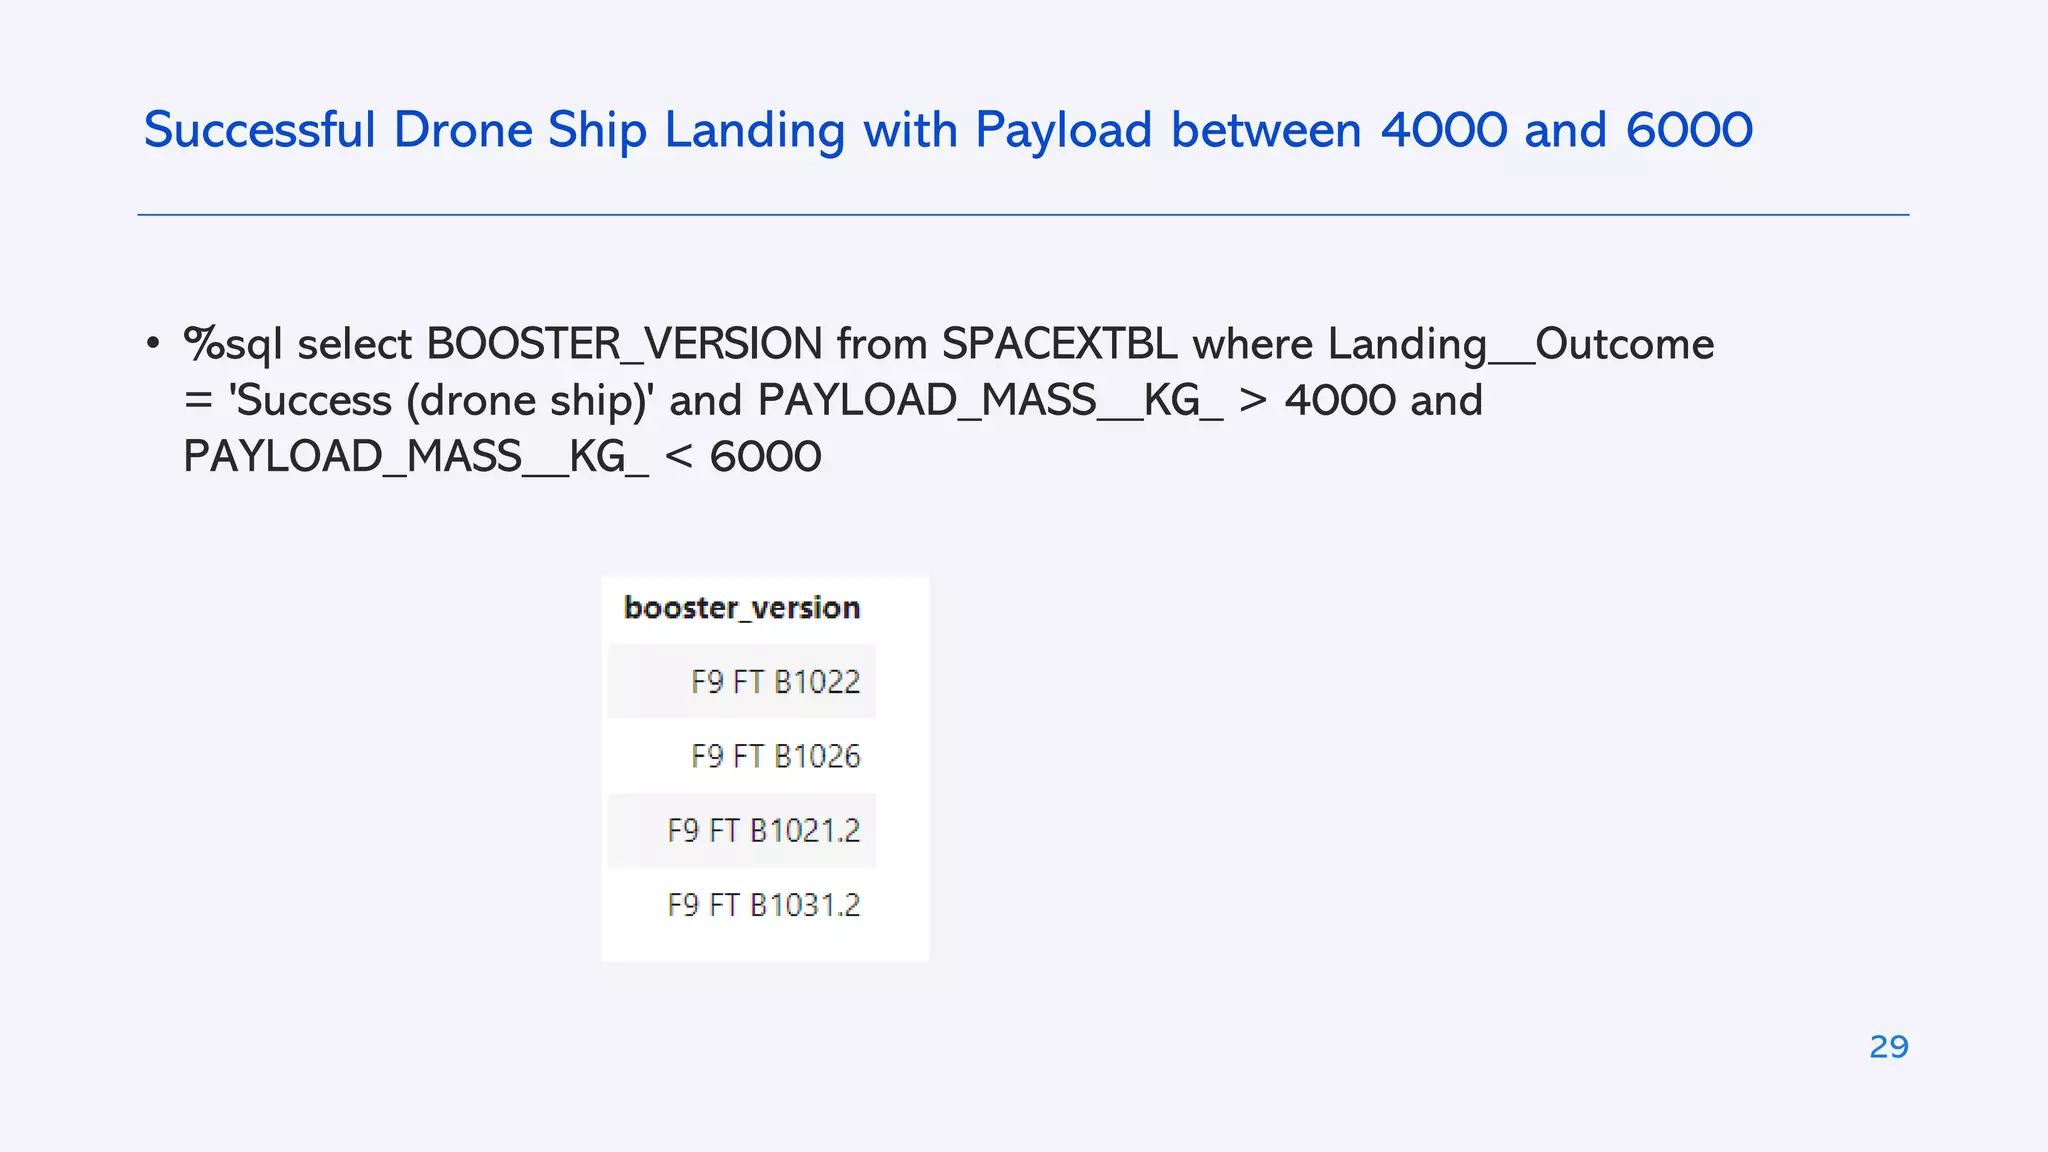 Successful Drone Ship Landing with Payload between 4000 and 6000
• %sql select BOOSTER_VERSION from SPACEXTBL where Landing__Outcome
= 'Success (drone ship)' and PAYLOAD_MASS__KG_ > 4000 and
PAYLOAD_MASS__KG_ < 6000
booster_version
F9 FT B1022
F9 FT B1026
F9 FT B1021.2
F9 FT B1031.2
29